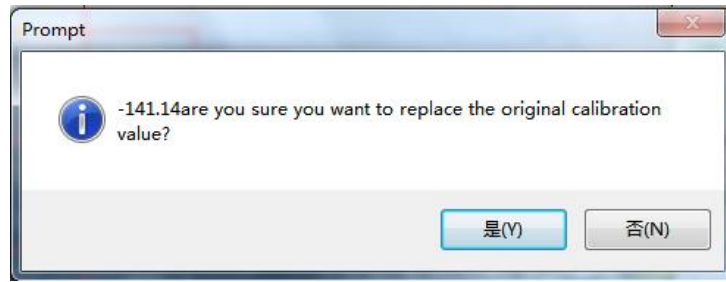 Prompt
-141.14are you sure you want to replace the original calibration
value?
是(Y)
否(N)